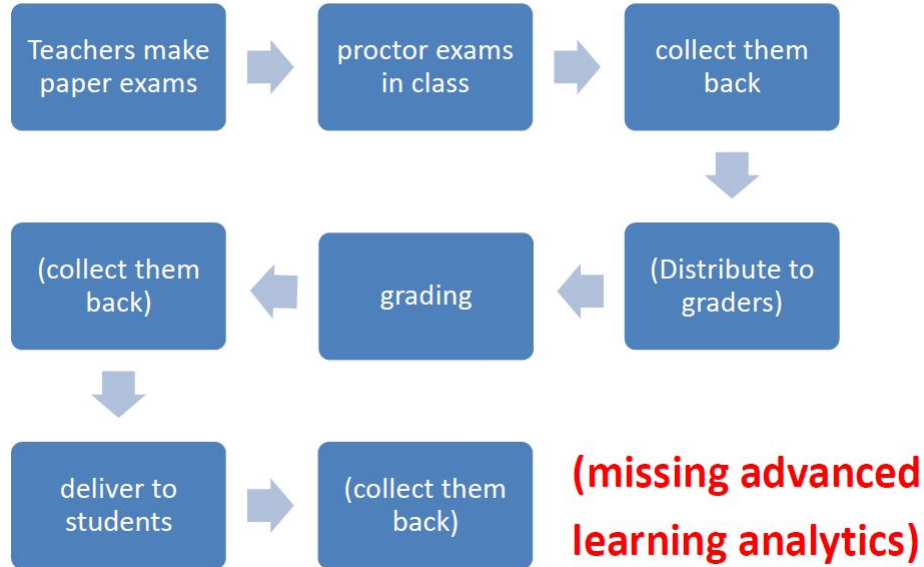 Teachers make
paper exams
proctor exams
in class
collect them
back
(Distribute to
graders)
grading
(collect them
back)
deliver to
students
(collect them
back)
(missing advanced
learning analytics)